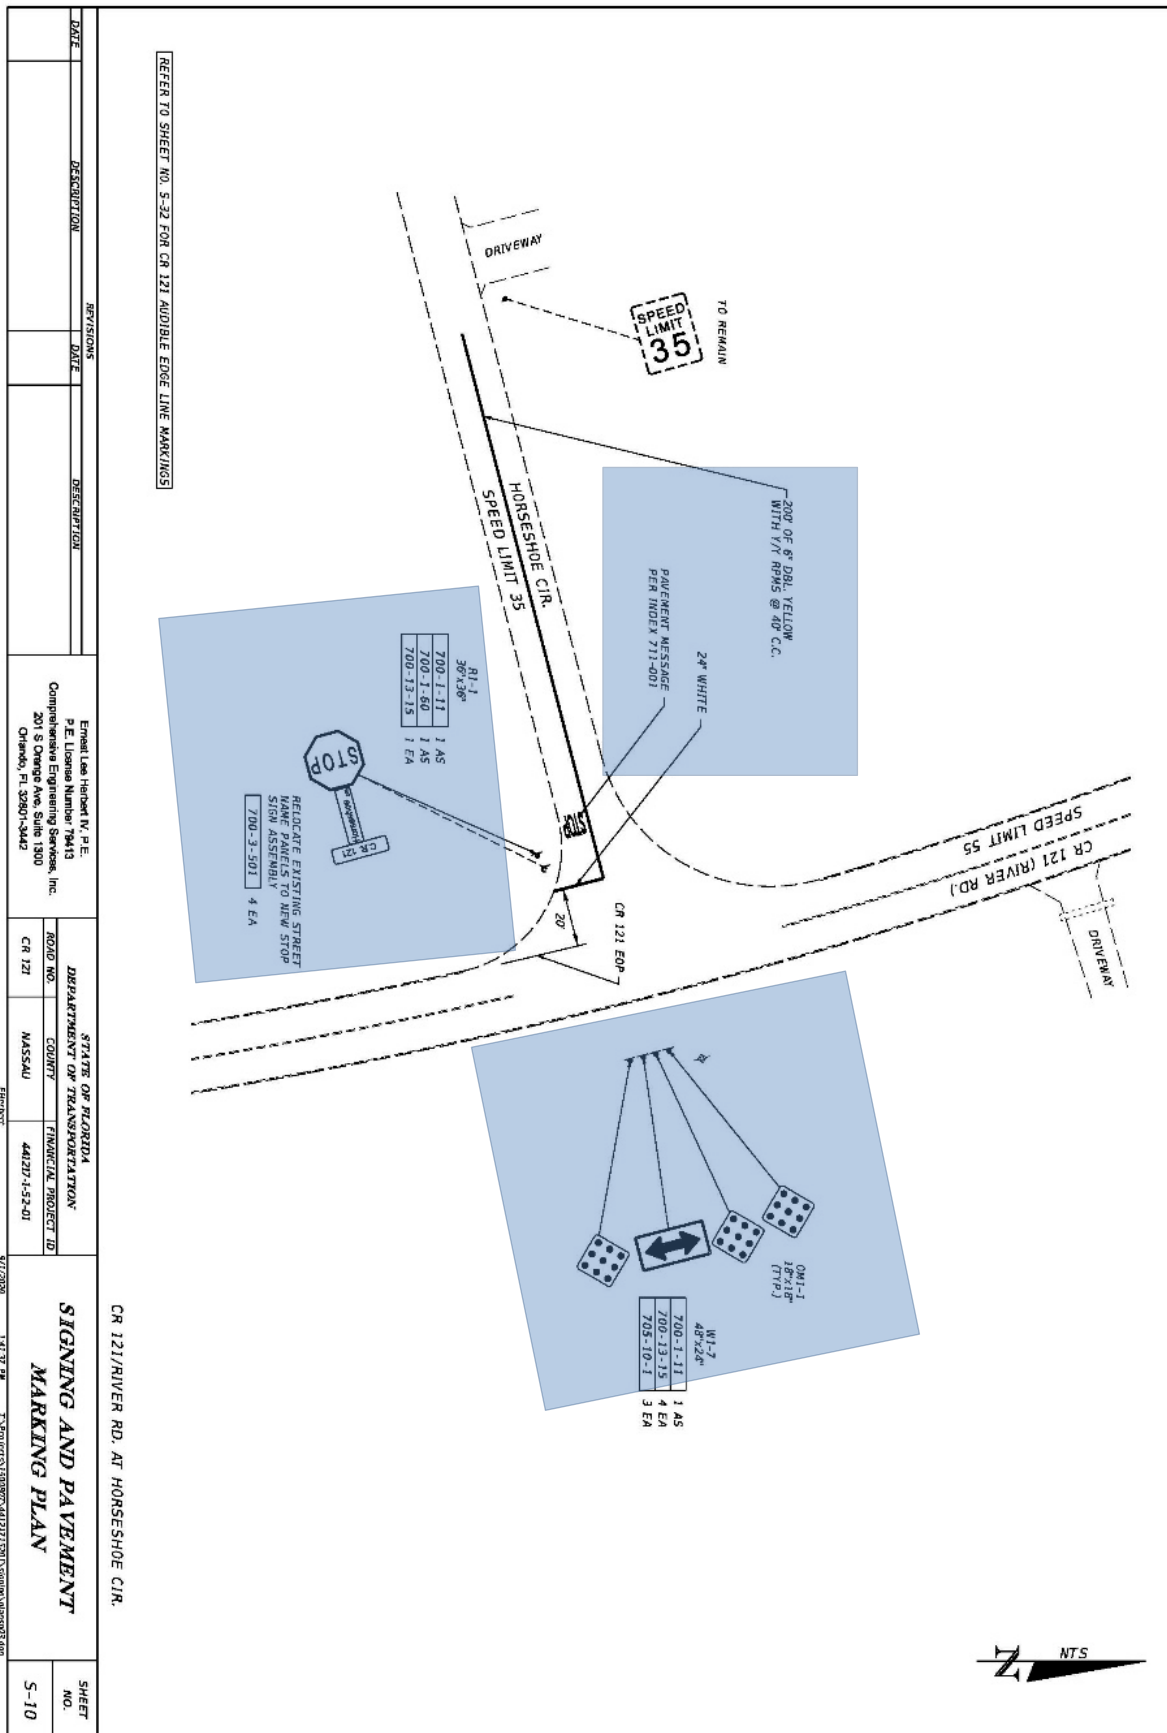 REFER TO SHEET NO. S-32 FOR CR 121 AUDIBLE EDGE LINE MARKINGS
DRIVEWAY
TO REMAIN
SPEED
LIMIT
35
200' OF 6" DBL. YELLOW
WITH Y/Y RPMS @ 40' C.C.
HORSESHOE CIR.
SPEED LIMIT 35
PAVEMENT MESSAGE
PER INDEX 711-001
24" WHITE
R1-1
36"x36"
700-1-11 1 AS
700-1-60 1 AS
700-13-15 1 EA
STOP
CR 121
RELOCATE EXISTING STREET
NAME PANELS TO NEW STOP
SIGN ASSEMBLY
700-3-501 4 EA
STOP
20'
CR 121 EOP
SPEED LIMIT 55
CR 121 (RIVER RD.)
DRIVEWAY
OM1-1
18"x18"
(TYP.)
W1-7
48"x24"
700-1-11 1 AS
700-13-15 4 EA
705-10-1 3 EA
CR 121/RIVER RD. AT HORSESHOE CIR.
NTS
N
REVISIONS
DATE DESCRIPTION DATE DESCRIPTION
Ernest Lee Herbert IV, P.E.
P.E. License Number 79413
Comprehensive Engineering Services, Inc.
201 S Orange Ave, Suite 1300
Orlando, FL 32801-3442
STATE OF FLORIDA
DEPARTMENT OF TRANSPORTATION
ROAD NO. COUNTY FINANCIAL PROJECT ID
CR 121 NASSAU 441217-1-52-01
SIGNING AND PAVEMENT
MARKING PLAN
SHEET
NO.
S-10